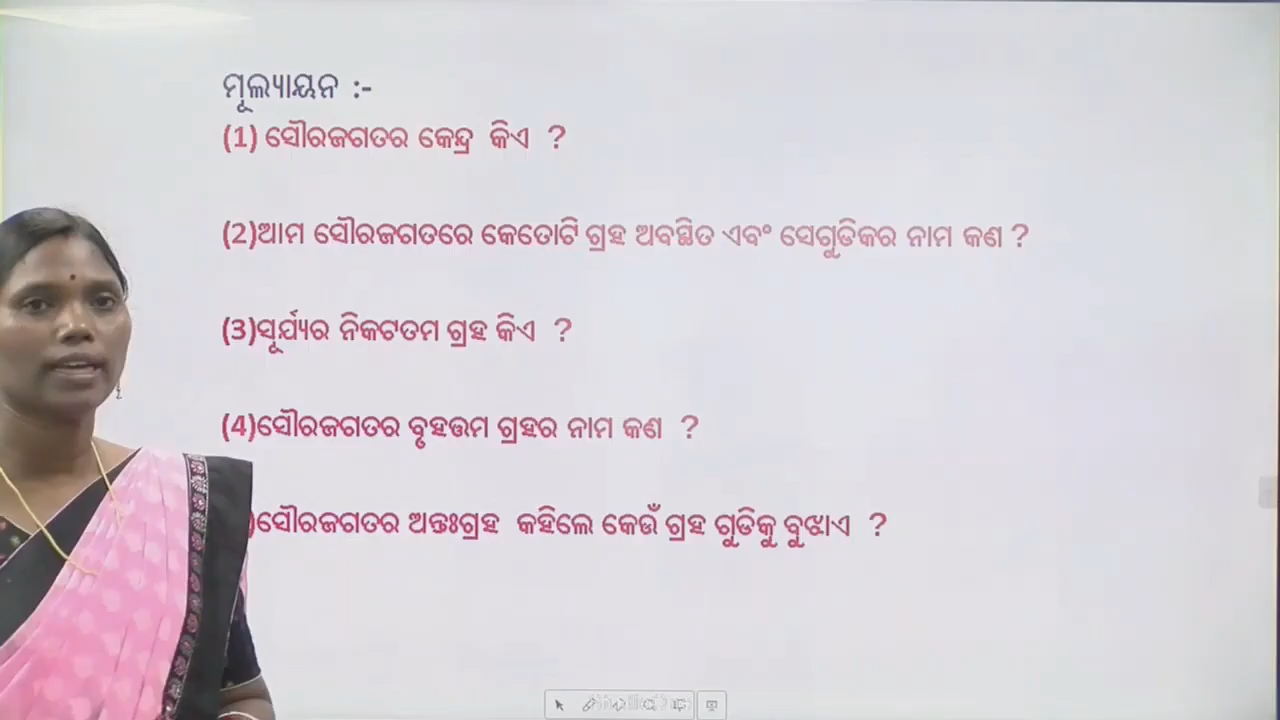 ମୂଲ୍ୟାୟନ :-
(1) ସୌରଜଗତର କେନ୍ଦ୍ର କିଏ ?
(2)ଆମ ସୌରଜଗତରେ କେତୋଟି ଗ୍ରହ ଅବସ୍ଥିତ ଏବଂ ସେଗୁଡିକର ନାମ କଣ ?
(3)ସୂର୍ଯ୍ୟର ନିକଟତମ ଗ୍ରହ କିଏ ?
(4)ସୌରଜଗତର ବୃହତ୍ତମ ଗ୍ରହର ନାମ କଣ ?
)ସୌରଜଗତର ଅନ୍ତଃଗ୍ରହ କହିଲେ କେଉଁ ଗ୍ରହ ଗୁଡିକୁ ବୁଝାଏ ?